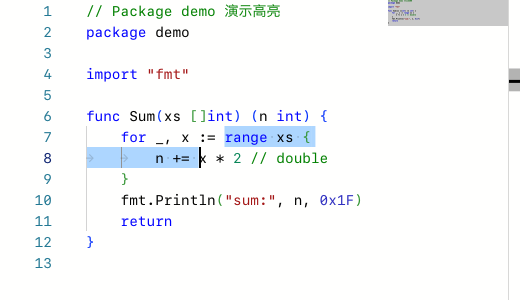 1 // Package demo 演示高亮
2 package demo
3
4 import "fmt"
5
6 func Sum(xs []int) (n int) {
7     for _, x := range xs {
8         n += x * 2 // double
9     }
10     fmt.Println("sum:", n, 0x1F)
11     return
12 }
13